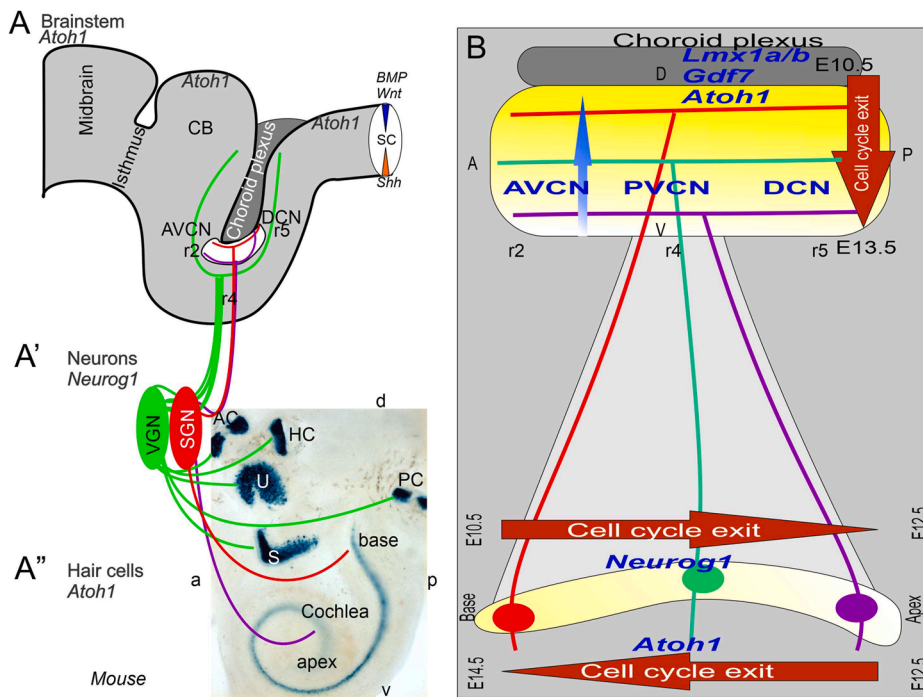 A
Brainstem
Atoh1
Midbrain
Isthmus
Atoh1
CB
Choroid plexus
Atoh1
BMP
Wnt
SC
Shh
AVCN
r2
DCN
r5
r4
A'
Neurons
Neurog1
VGN
SGN
d
AC
HC
U
PC
S
base
A"
Hair cells
Atoh1
a
p
Cochlea
apex
Mouse
v
B
Choroid plexus
Lmx1a/b
E10.5
D
Gdf7
Atoh1
Cell cycle exit
A
P
AVCN
PVCN
DCN
V
r2
r4
r5
E13.5
E10.5
Cell cycle exit
E12.5
Neurog1
Base
Apex
Atoh1
E14.5
Cell cycle exit
E12.5